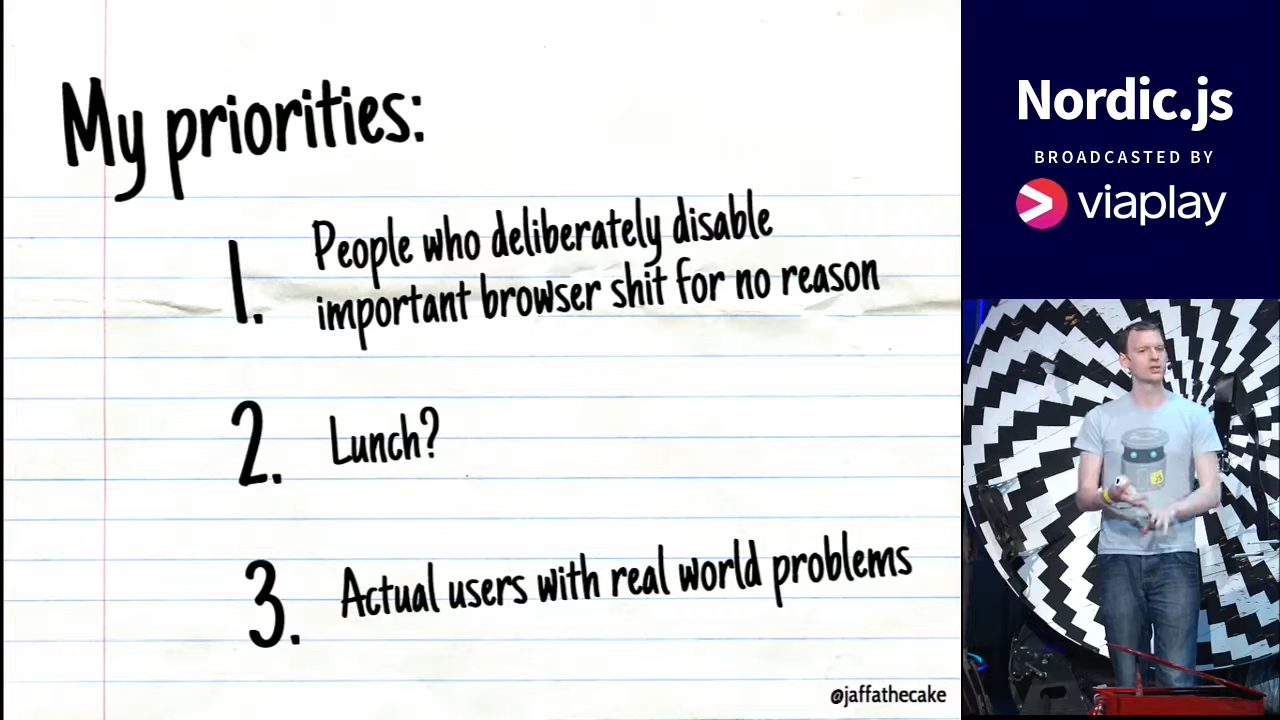 My priorities:
1. People who deliberately disable
important browser shit for no reason
2. Lunch?
3. Actual users with real world problems
@jaffathecake
Nordic.js
BROADCASTED BY
viaplay
JS